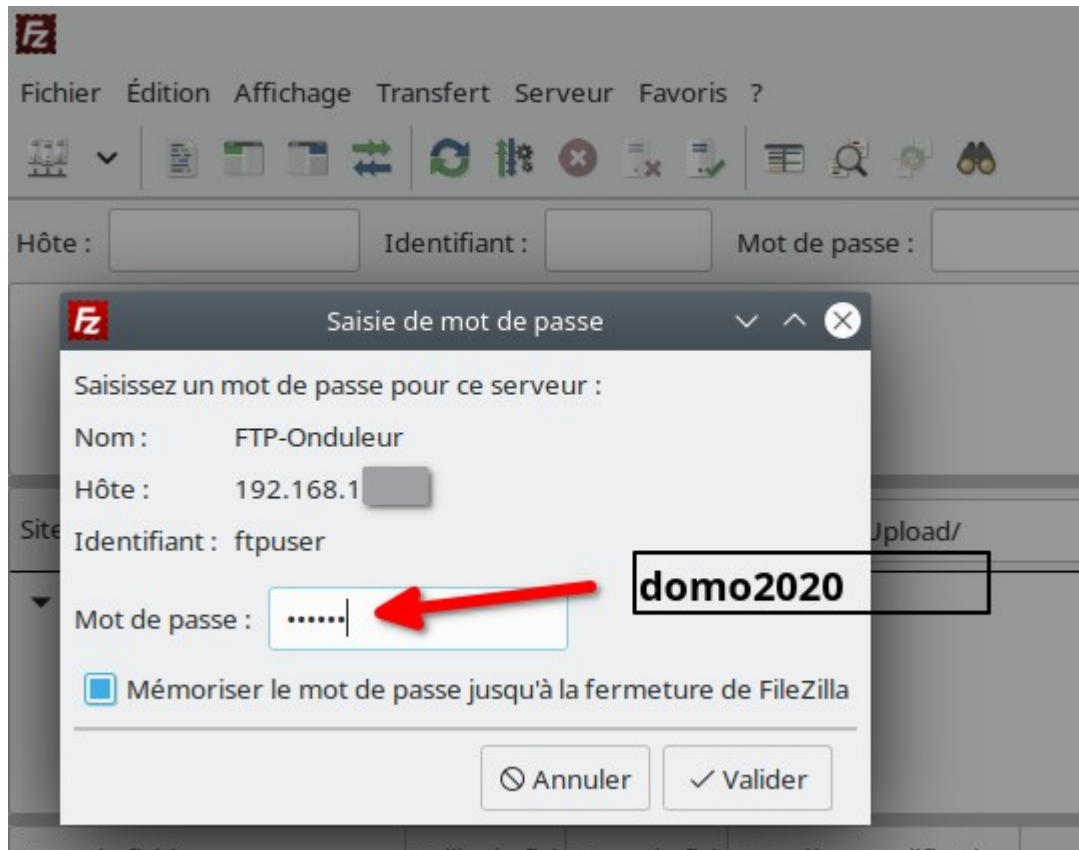 Fz
Fichier Édition Affichage Transfert Serveur Favoris ?
Hôte : Identifiant : Mot de passe :
Fz Saisie de mot de passe
Saisissez un mot de passe pour ce serveur :
Nom : FTP-Onduleur
Hôte : 192.168.1
Site Upload/
Identifiant : ftpuser
domo2020
Mot de passe : ••••••
Mémoriser le mot de passe jusqu'à la fermeture de FileZilla
Annuler Valider